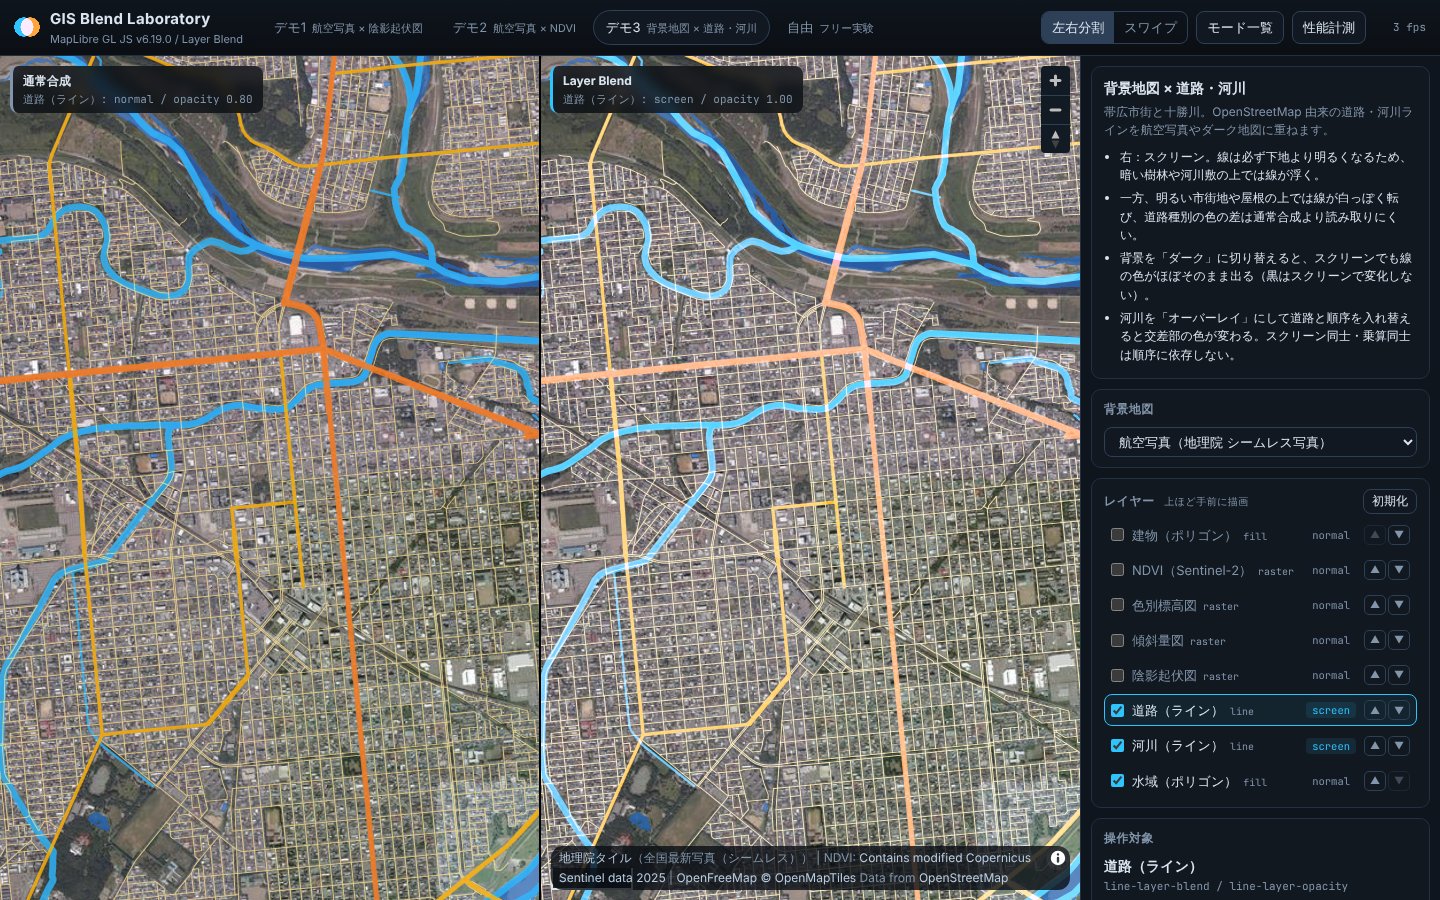 GIS Blend Laboratory
MapLibre GL JS v6.19.0 / Layer Blend
デモ1 航空写真 × 陰影起伏図
デモ2 航空写真 × NDVI
デモ3 背景地図 × 道路・河川
自由 フリー実験
左右分割
スワイプ
モード一覧
性能計測
3 fps
通常合成
道路（ライン）: normal / opacity 0.80
Layer Blend
道路（ライン）: screen / opacity 1.00
背景地図 × 道路・河川
帯広市街と十勝川。OpenStreetMap 由来の道路・河川ラ
インを航空写真やダーク地図に重ねます。
• 右：スクリーン。線は必ず下地より明るくなるため、
暗い樹林や河川敷の上では線が浮く。
• 一方、明るい市街地や屋根の上では線が白っぽく転
び、道路種別の色の差は通常合成より読み取りにく
い。
• 背景を「ダーク」に切り替えると、スクリーンでも線
の色がほぼそのまま出る（黒はスクリーンで変化しな
い）。
• 河川を「オーバーレイ」にして道路と順序を入れ替え
ると交差部の色が変わる。スクリーン同士・乗算同士
は順序に依存しない。
背景地図
航空写真（地理院 シームレス写真）
レイヤー 上ほど手前に描画
初期化
建物（ポリゴン） fill normal ▲ ▼
NDVI（Sentinel-2） raster normal ▲ ▼
色別標高図 raster normal ▲ ▼
傾斜量図 raster normal ▲ ▼
陰影起伏図 raster normal ▲ ▼
道路（ライン） line screen ▲ ▼
河川（ライン） line screen ▲ ▼
水域（ポリゴン） fill normal ▲ ▼
操作対象
道路（ライン）
line-layer-blend / line-layer-opacity
地理院タイル（全国最新写真（シームレス）） | NDVI: Contains modified Copernicus
Sentinel data 2025 | OpenFreeMap © OpenMapTiles Data from OpenStreetMap